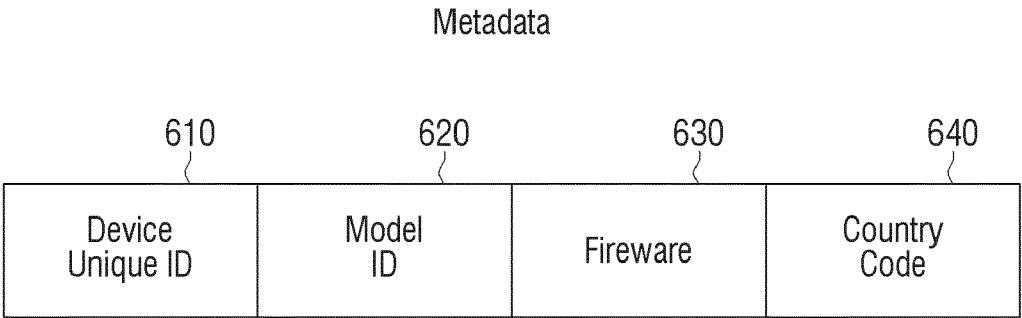 Metadata
610
620
630
640
Device
Unique ID
Model
ID
Fireware
Country
Code